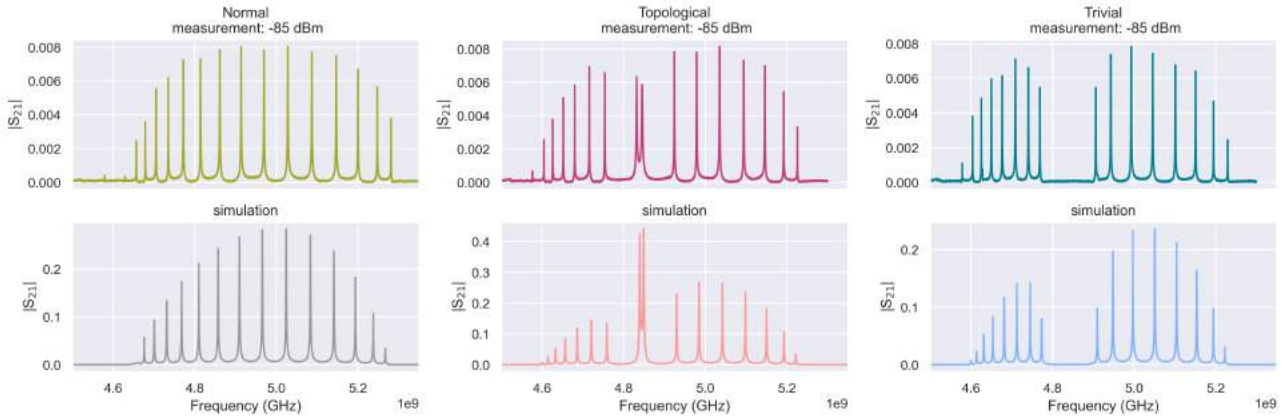 Normal
measurement: -85 dBm
Topological
measurement: -85 dBm
Trivial
measurement: -85 dBm
|S21|
0.008
0.006
0.004
0.002
0.000
|S21|
0.008
0.006
0.004
0.002
0.000
|S21|
0.008
0.006
0.004
0.002
0.000
simulation
simulation
simulation
|S21|
0.2
0.1
0.0
|S21|
0.4
0.3
0.2
0.1
0.0
|S21|
0.2
0.1
0.0
4.6 4.8 5.0 5.2
Frequency (GHz) 1e9
4.6 4.8 5.0 5.2
Frequency (GHz) 1e9
4.6 4.8 5.0 5.2
Frequency (GHz) 1e9